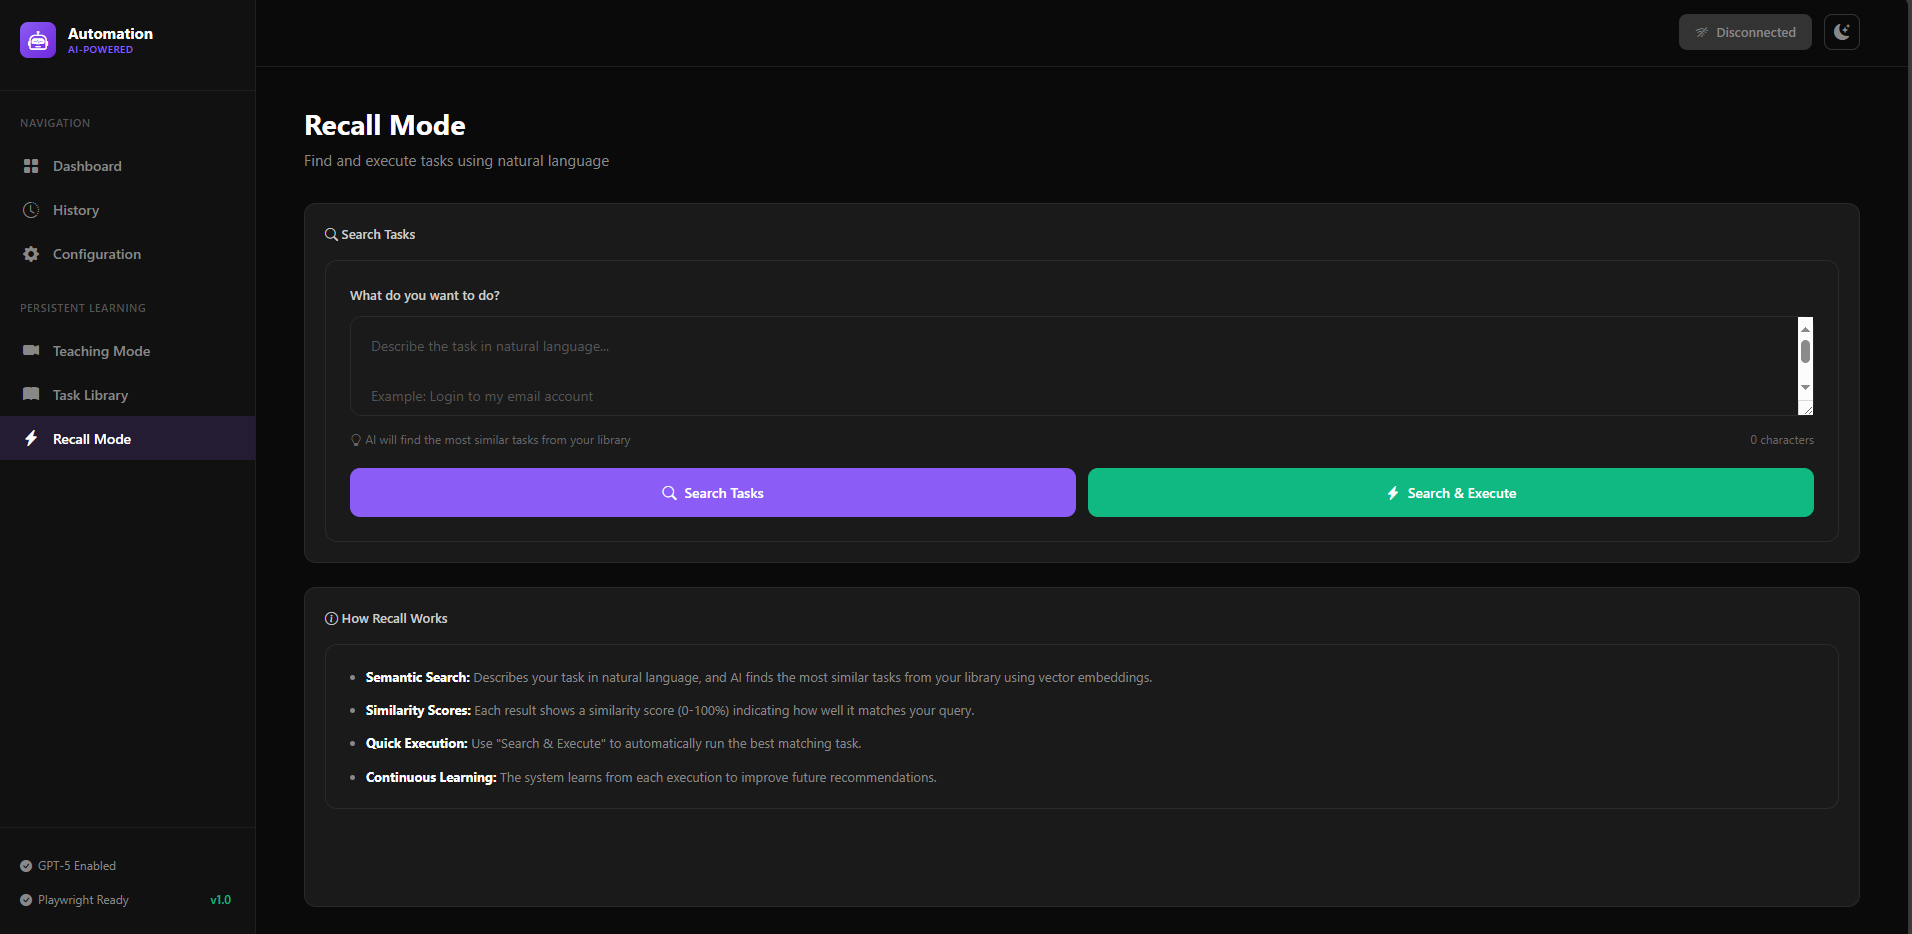 Automation
AI-POWERED
Disconnected
NAVIGATION
Dashboard
History
Configuration
PERSISTENT LEARNING
Teaching Mode
Task Library
Recall Mode
GPT-5 Enabled
Playwright Ready
v1.0
Recall Mode
Find and execute tasks using natural language
Search Tasks
What do you want to do?
Describe the task in natural language...
Example: Login to my email account
AI will find the most similar tasks from your library
0 characters
Search Tasks
Search & Execute
How Recall Works
• Semantic Search: Describes your task in natural language, and AI finds the most similar tasks from your library using vector embeddings.
• Similarity Scores: Each result shows a similarity score (0-100%) indicating how well it matches your query.
• Quick Execution: Use "Search & Execute" to automatically run the best matching task.
• Continuous Learning: The system learns from each execution to improve future recommendations.